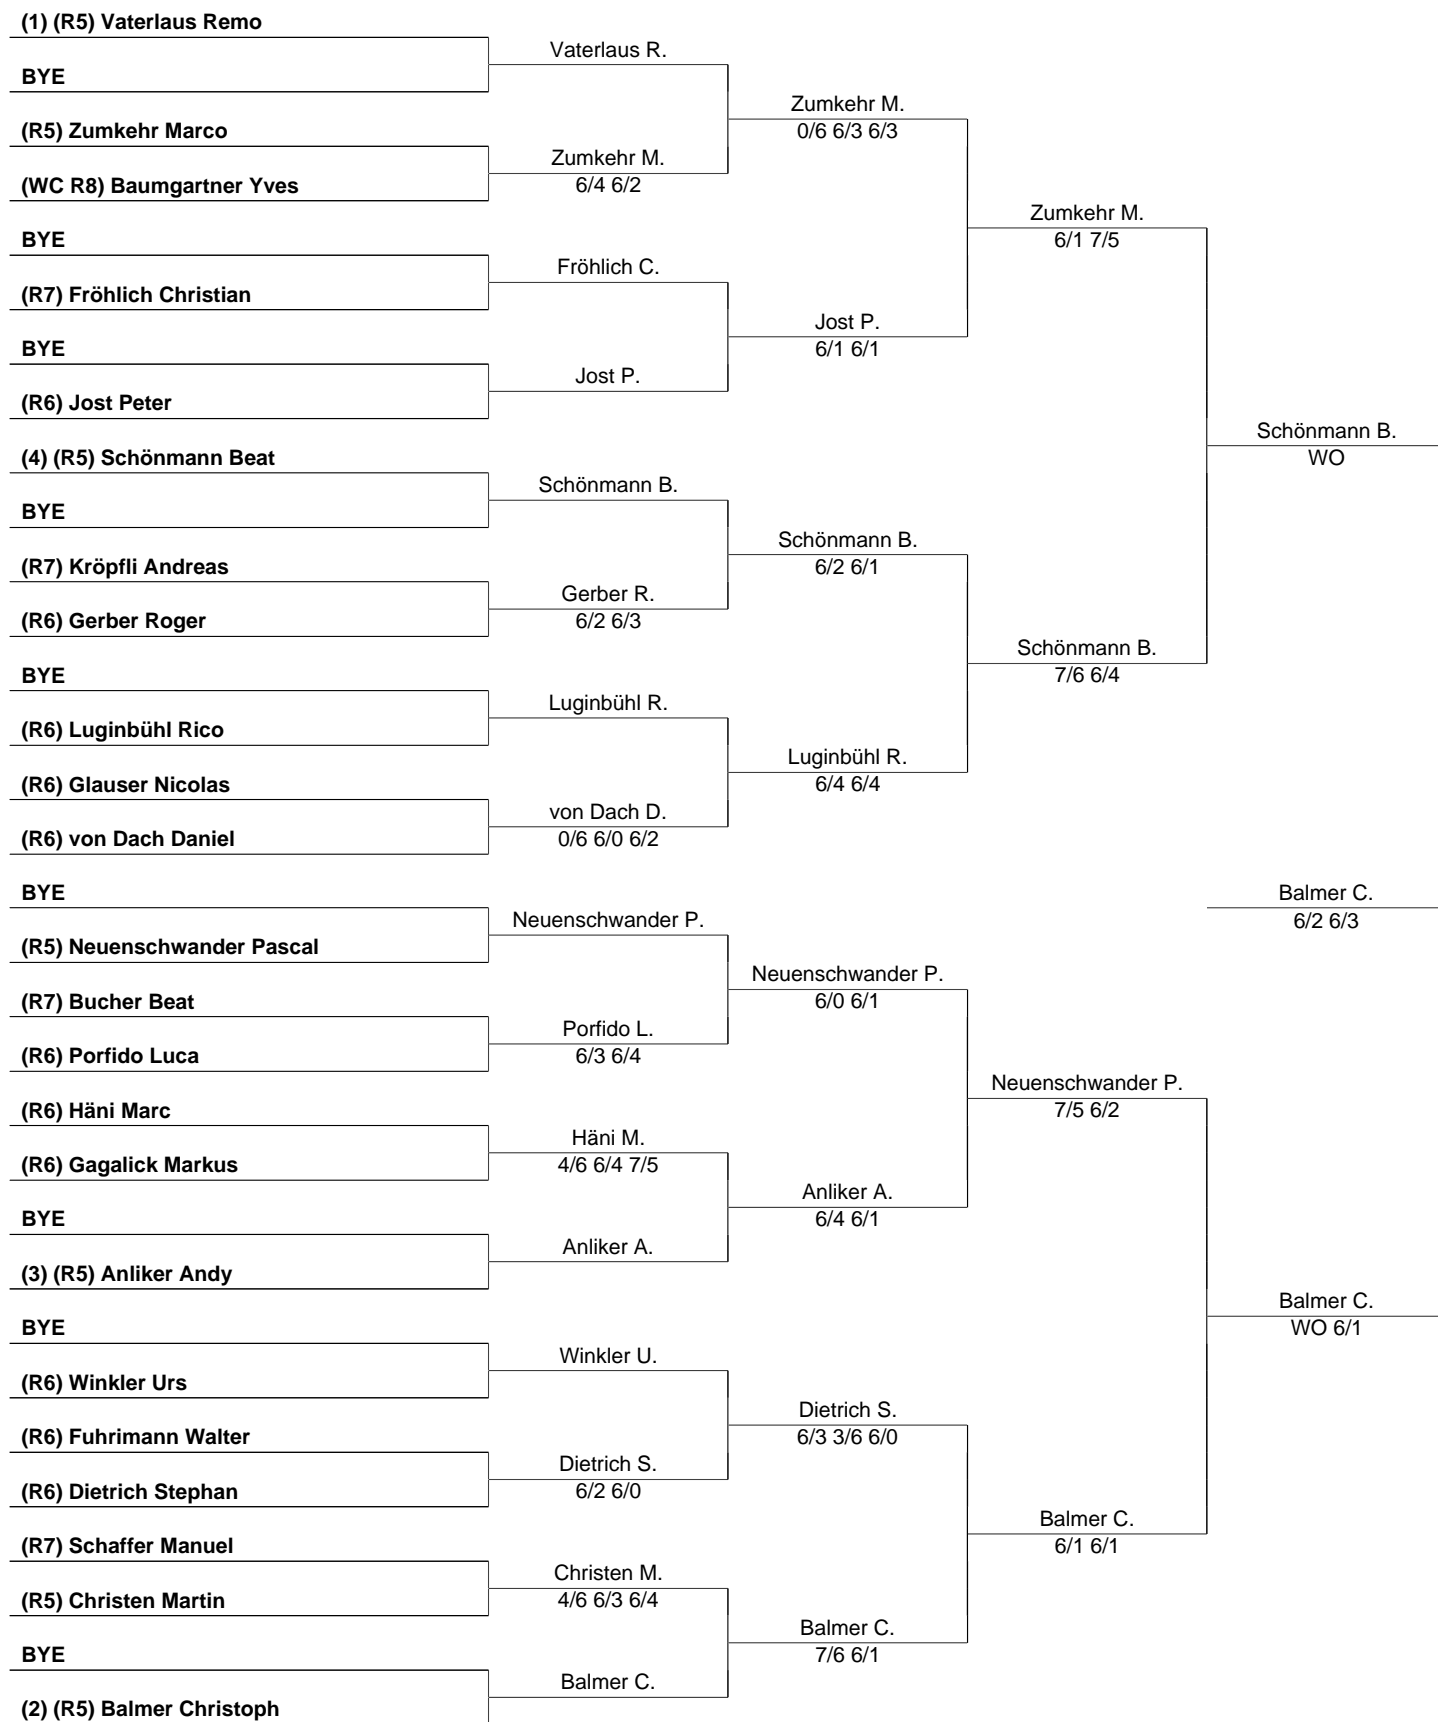 (1) (R5) Vaterlaus Remo
BYE
(R5) Zumkehr Marco
(WC R8) Baumgartner Yves
BYE
(R7) Fröhlich Christian
BYE
(R6) Jost Peter
(4) (R5) Schönmann Beat
BYE
(R7) Kröpfli Andreas
(R6) Gerber Roger
BYE
(R6) Luginbühl Rico
(R6) Glauser Nicolas
(R6) von Dach Daniel
BYE
(R5) Neuenschwander Pascal
(R7) Bucher Beat
(R6) Porfido Luca
(R6) Häni Marc
(R6) Gagalick Markus
BYE
(3) (R5) Anliker Andy
BYE
(R6) Winkler Urs
(R6) Fuhrimann Walter
(R6) Dietrich Stephan
(R7) Schaffer Manuel
(R5) Christen Martin
BYE
(2) (R5) Balmer Christoph
Vaterlaus R.
Zumkehr M.
6/4 6/2
Fröhlich C.
Jost P.
Schönmann B.
Gerber R.
6/2 6/3
Luginbühl R.
von Dach D.
0/6 6/0 6/2
Neuenschwander P.
Porfido L.
6/3 6/4
Häni M.
4/6 6/4 7/5
Anliker A.
Winkler U.
Dietrich S.
6/2 6/0
Christen M.
4/6 6/3 6/4
Balmer C.
Zumkehr M.
0/6 6/3 6/3
Jost P.
6/1 6/1
Schönmann B.
6/2 6/1
Luginbühl R.
6/4 6/4
Neuenschwander P.
6/0 6/1
Anliker A.
6/4 6/1
Dietrich S.
6/3 3/6 6/0
Balmer C.
7/6 6/1
Zumkehr M.
6/1 7/5
Schönmann B.
7/6 6/4
Neuenschwander P.
7/5 6/2
Balmer C.
6/1 6/1
Schönmann B.
WO
Balmer C.
6/2 6/3
Balmer C.
WO 6/1